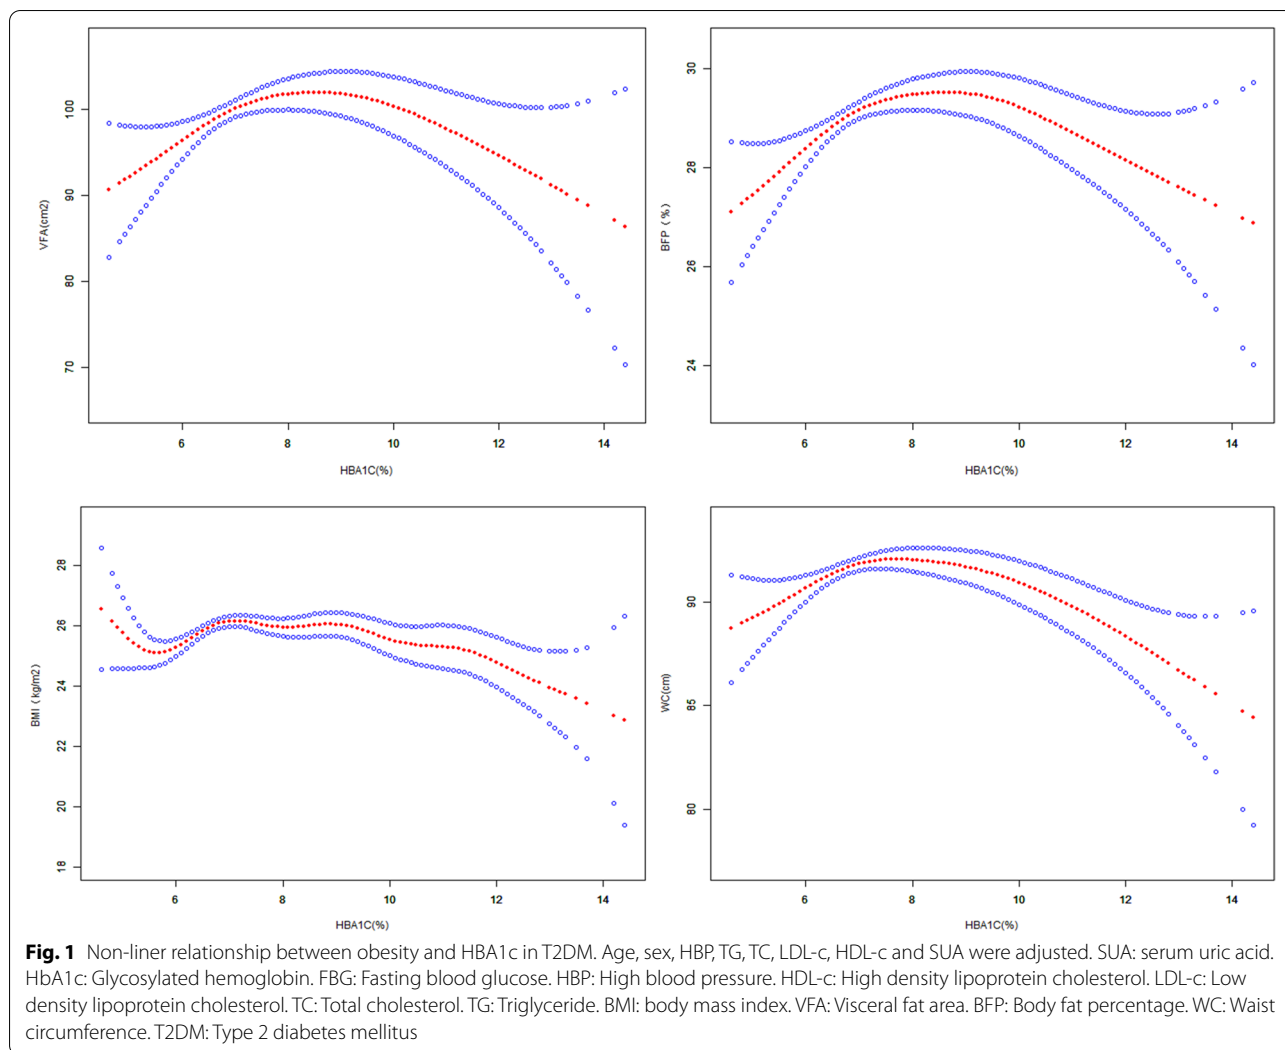 VFA(cm2)
100
90
80
70
6 8 10 12 14
HBA1C(%)
BFP (%)
30
28
26
24
6 8 10 12 14
HBA1C(%)
BMI (kg/m2)
28
26
24
22
20
18
6 8 10 12 14
HBA1C(%)
WC(cm)
90
85
80
6 8 10 12 14
HBA1C(%)
Fig. 1 Non-liner relationship between obesity and HBA1c in T2DM. Age, sex, HBP, TG, TC, LDL-c, HDL-c and SUA were adjusted. SUA: serum uric acid.
HbA1c: Glycosylated hemoglobin. FBG: Fasting blood glucose. HBP: High blood pressure. HDL-c: High density lipoprotein cholesterol. LDL-c: Low
density lipoprotein cholesterol. TC: Total cholesterol. TG: Triglyceride. BMI: body mass index. VFA: Visceral fat area. BFP: Body fat percentage. WC: Waist
circumference. T2DM: Type 2 diabetes mellitus